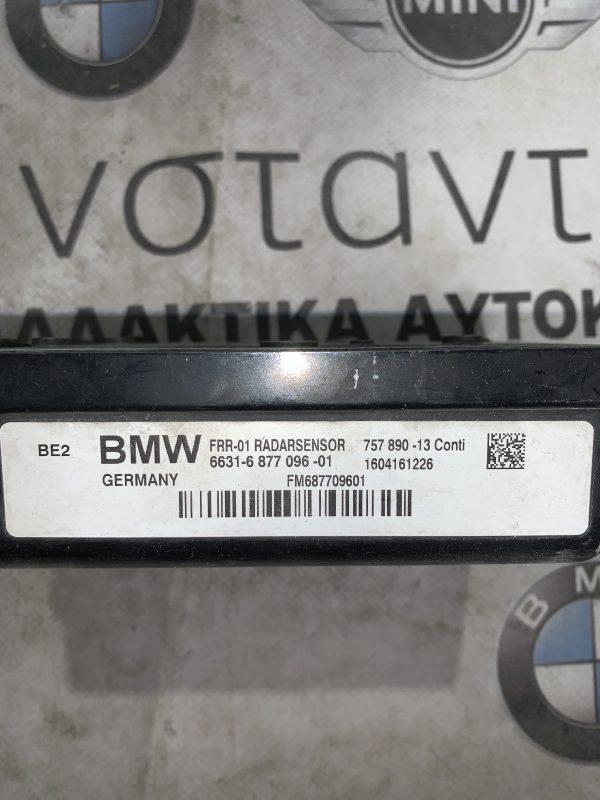 MINI
νσταντ
ΛΑΚΤΙΚΑ ΑΥΤΟΚ
BE2 BMW FRR-01 RADARSENSOR 757 890 -13 Conti
6631-6 877 096 -01 1604161226
GERMANY FM687709601
B M